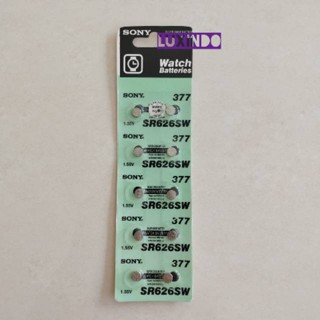 SONY
LUXINDO
Watch
Batteries
SONY. 377
1.55V SR626SW
SONY. 377
1.55V SR626SW
SONY. 377
1.55V SR626SW
SONY. 377
1.55V SR626SW
SONY. 377
1.55V SR626SW